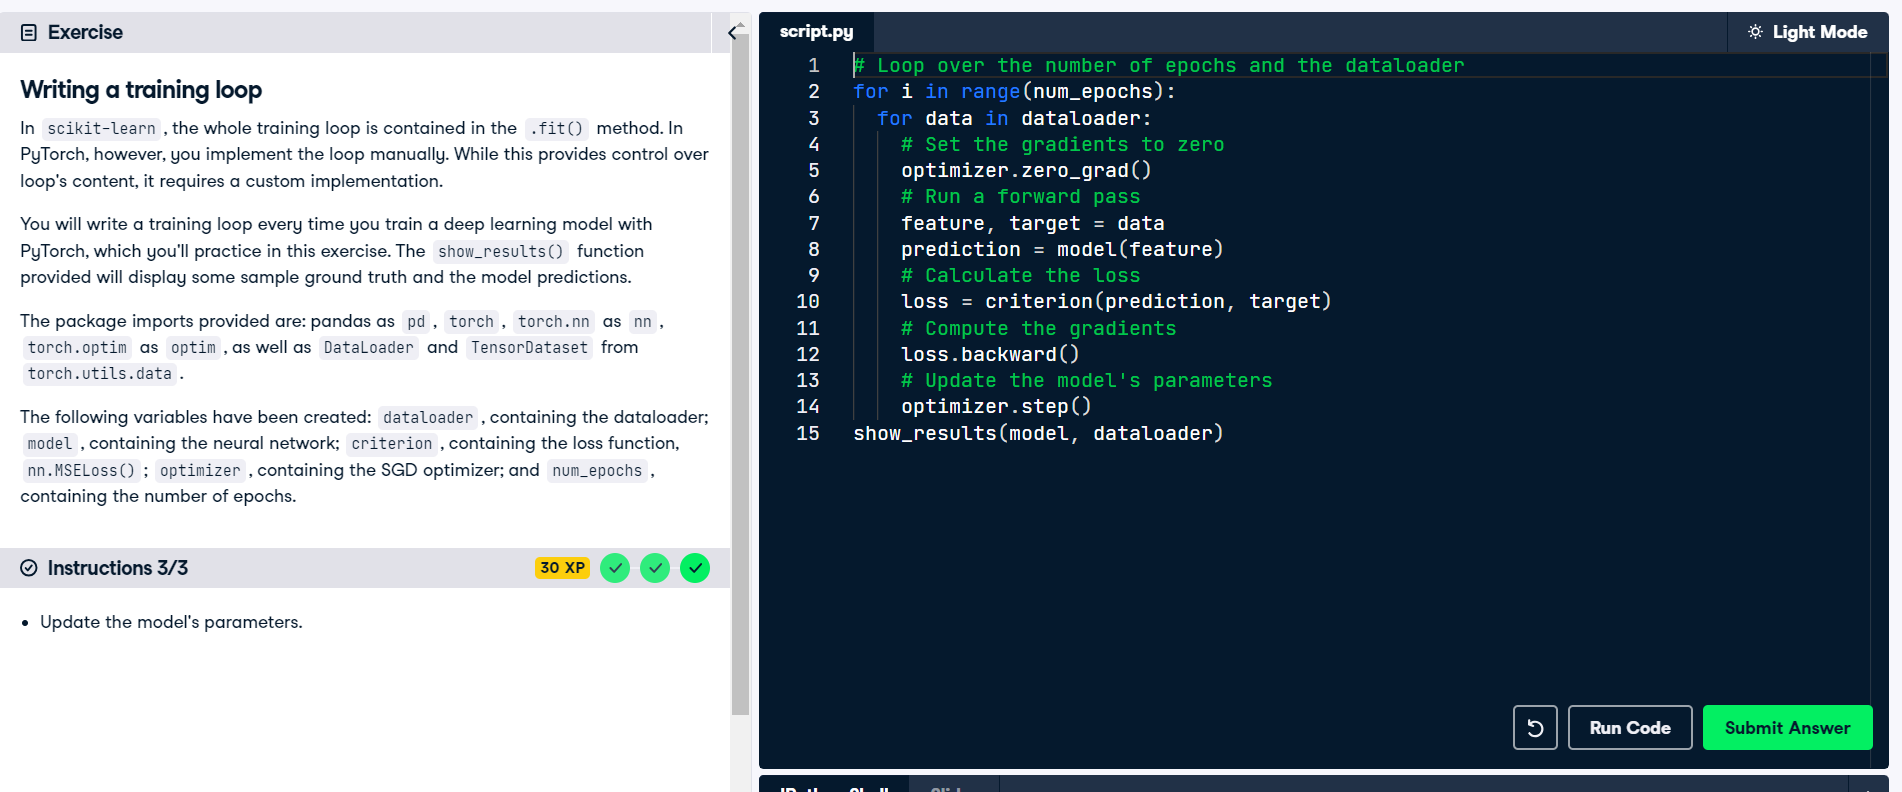 Exercise
Writing a training loop
In scikit-learn, the whole training loop is contained in the .fit() method. In
PyTorch, however, you implement the loop manually. While this provides control over
loop's content, it requires a custom implementation.
You will write a training loop every time you train a deep learning model with
PyTorch, which you'll practice in this exercise. The show_results() function
provided will display some sample ground truth and the model predictions.
The package imports provided are: pandas as pd, torch, torch.nn as nn,
torch.optim as optim, as well as DataLoader and TensorDataset from
torch.utils.data.
The following variables have been created: dataloader, containing the dataloader;
model, containing the neural network; criterion, containing the loss function,
nn.MSELoss(); optimizer, containing the SGD optimizer; and num_epochs,
containing the number of epochs.
Instructions 3/3
30 XP
• Update the model's parameters.
script.py
Light Mode
1 # Loop over the number of epochs and the dataloader
2 for i in range(num_epochs):
3   for data in dataloader:
4     # Set the gradients to zero
5     optimizer.zero_grad()
6     # Run a forward pass
7     feature, target = data
8     prediction = model(feature)
9     # Calculate the loss
10     loss = criterion(prediction, target)
11     # Compute the gradients
12     loss.backward()
13     # Update the model's parameters
14     optimizer.step()
15 show_results(model, dataloader)
Run Code
Submit Answer